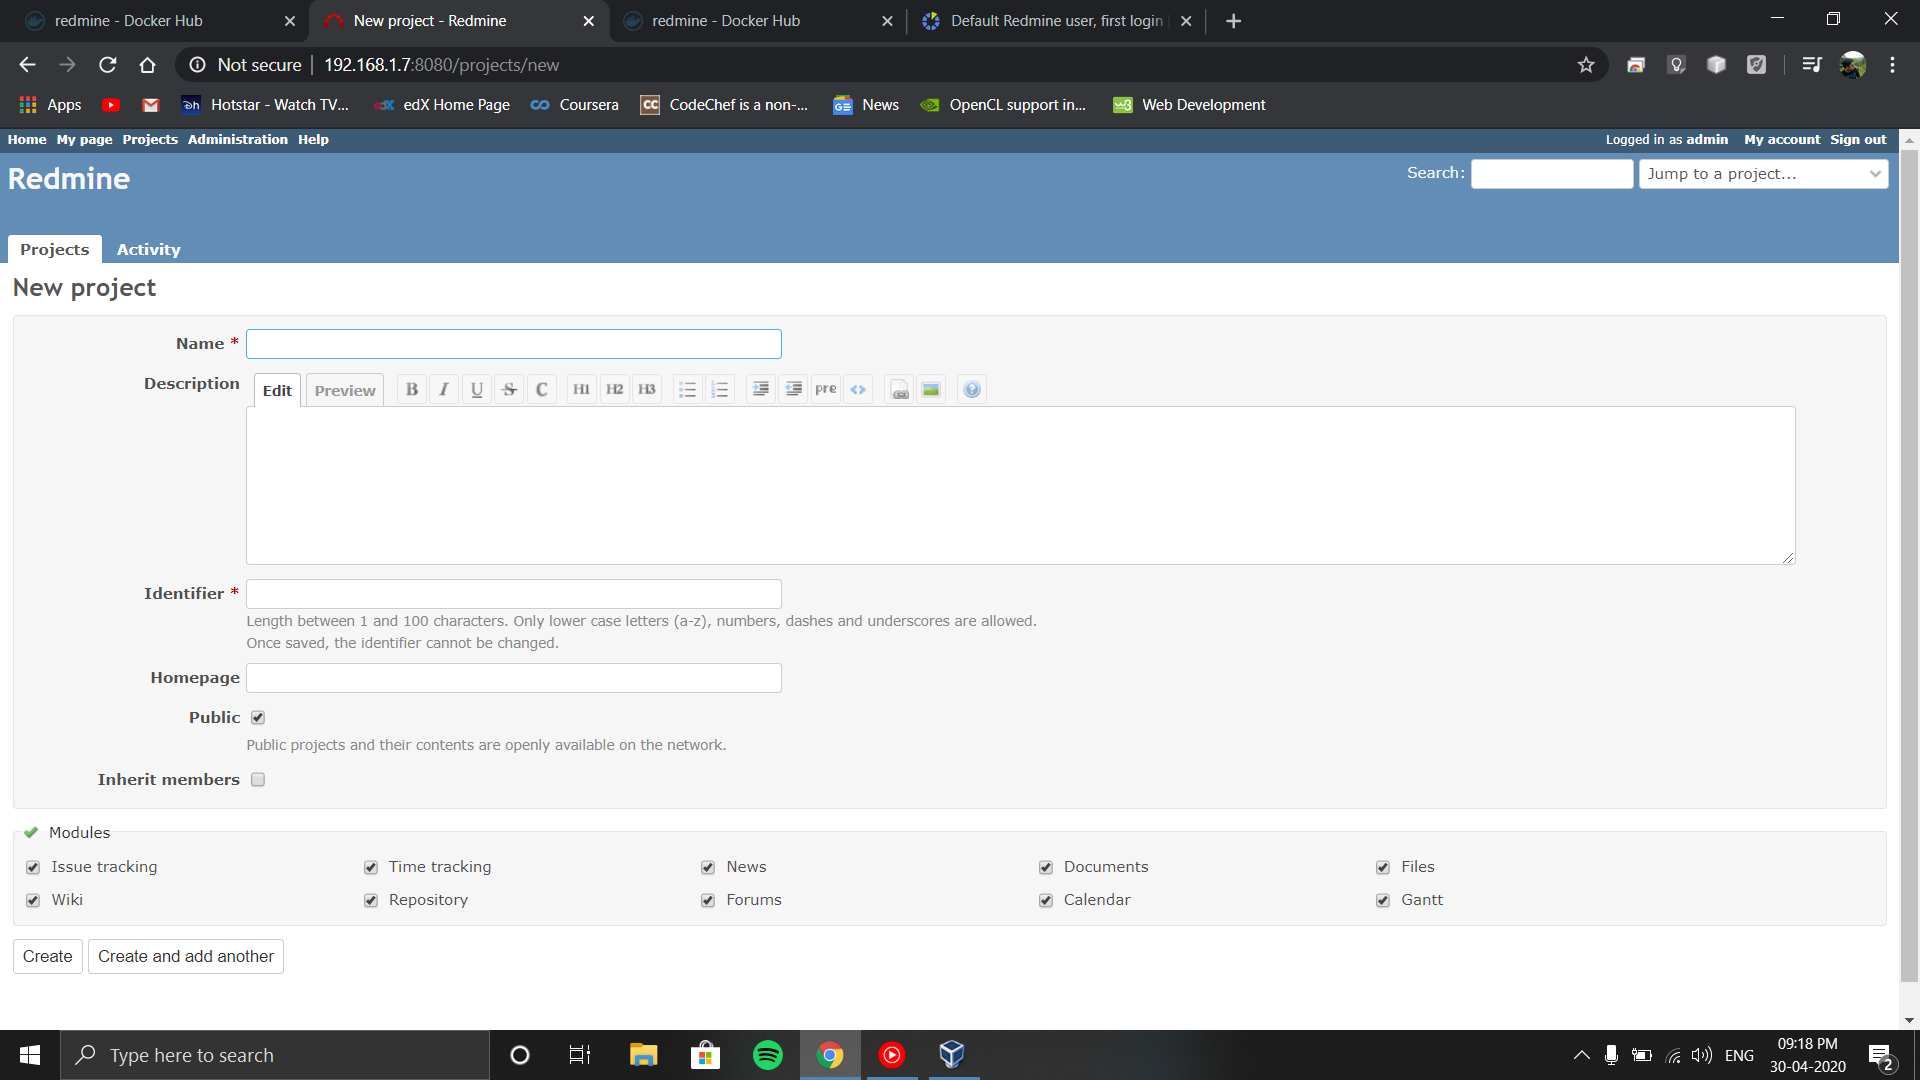 redmine - Docker Hub
New project - Redmine
redmine - Docker Hub
Default Redmine user, first login
Not secure
192.168.1.7:8080/projects/new
Apps
Hotstar - Watch TV...
edX Home Page
Coursera
CC
CodeChef is a non-...
News
OpenCL support in...
Web Development
Home My page Projects Administration Help
Logged in as admin My account Sign out
Redmine
Search:
Jump to a project...
Projects Activity
New project
Name *
Description
Edit Preview B I U S C H1 H2 H3 pre
Identifier *
Length between 1 and 100 characters. Only lower case letters (a-z), numbers, dashes and underscores are allowed.
Once saved, the identifier cannot be changed.
Homepage
Public
Public projects and their contents are openly available on the network.
Inherit members
Modules
Issue tracking Time tracking News Documents Files
Wiki Repository Forums Calendar Gantt
Create Create and add another
Type here to search
ENG
09:18 PM
30-04-2020
2